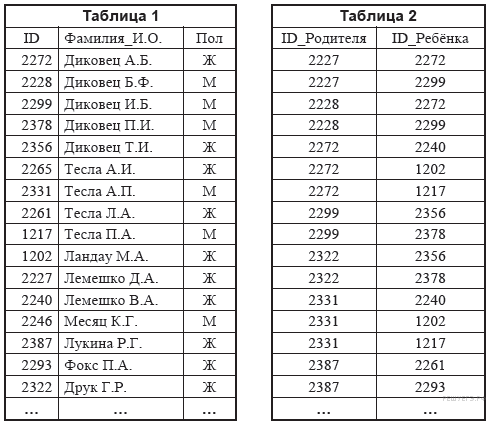 Таблица 1
ID Фамилия_И.О. Пол
2272 Диковец А.Б. Ж
2228 Диковец Б.Ф. М
2299 Диковец И.Б. М
2378 Диковец П.И. М
2356 Диковец Т.И. Ж
2265 Тесла А.И. Ж
2331 Тесла А.П. М
2261 Тесла Л.А. Ж
1217 Тесла П.А. М
1202 Ландау М.А. Ж
2227 Лемешко Д.А. Ж
2240 Лемешко В.А. Ж
2246 Месяц К.Г. М
2387 Лукина Р.Г. Ж
2293 Фокс П.А. Ж
2322 Друк Г.Р. Ж
... ... ...
Таблица 2
ID_Родителя ID_Ребёнка
2227 2272
2227 2299
2228 2272
2228 2299
2272 2240
2272 1202
2272 1217
2299 2356
2299 2378
2322 2356
2322 2378
2331 2240
2331 1202
2331 1217
2387 2261
2387 2293
... ...